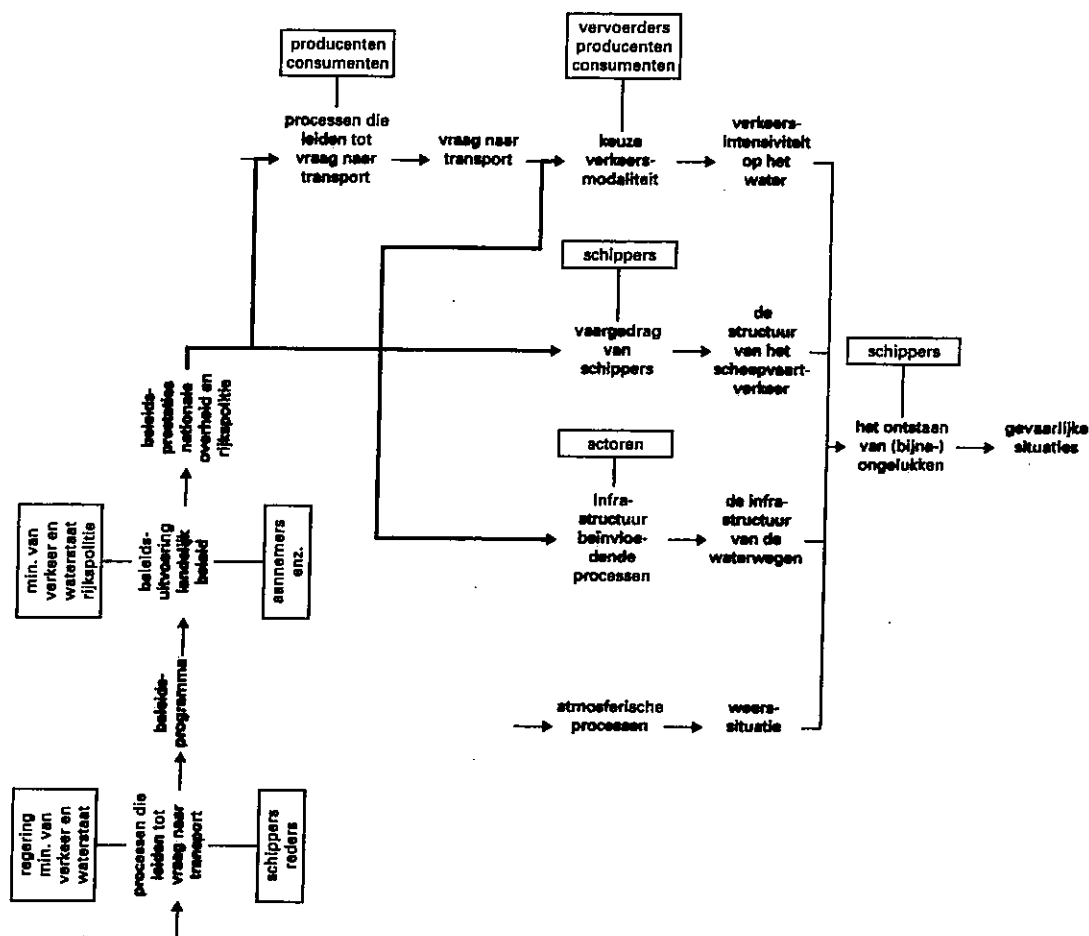 producenten
consumenten
vervoerders
producenten
consumenten
processen die
leiden tot
vraag naar
transport
vraag naar
transport
keuze
verkeers-
modaliteit
verkeers-
intensiviteit
op het
water
schippers
vaargedrag
van
schippers
de
structuur
van het
scheepvaart-
verkeer
schippers
het ontstaan
van (bijna-)
ongelukken
gevaarlijke
situaties
actoren
infra-
structuur
beïnvloe-
dende
processen
de infra-
structuur
van de
waterwegen
atmosferische
processen
weers-
situatie
beleids-
prestaties
nationale
overheid en
rijkspolitie
min. van
verkeer en
waterstaat
rijkspolitie
beleids-
uitvoering
landelijk
beleid
aannemers
enz.
beleids-
programma
regering
min. van
verkeer en
waterstaat
processen die
leiden tot
vraag naar
transport
schippers
reders